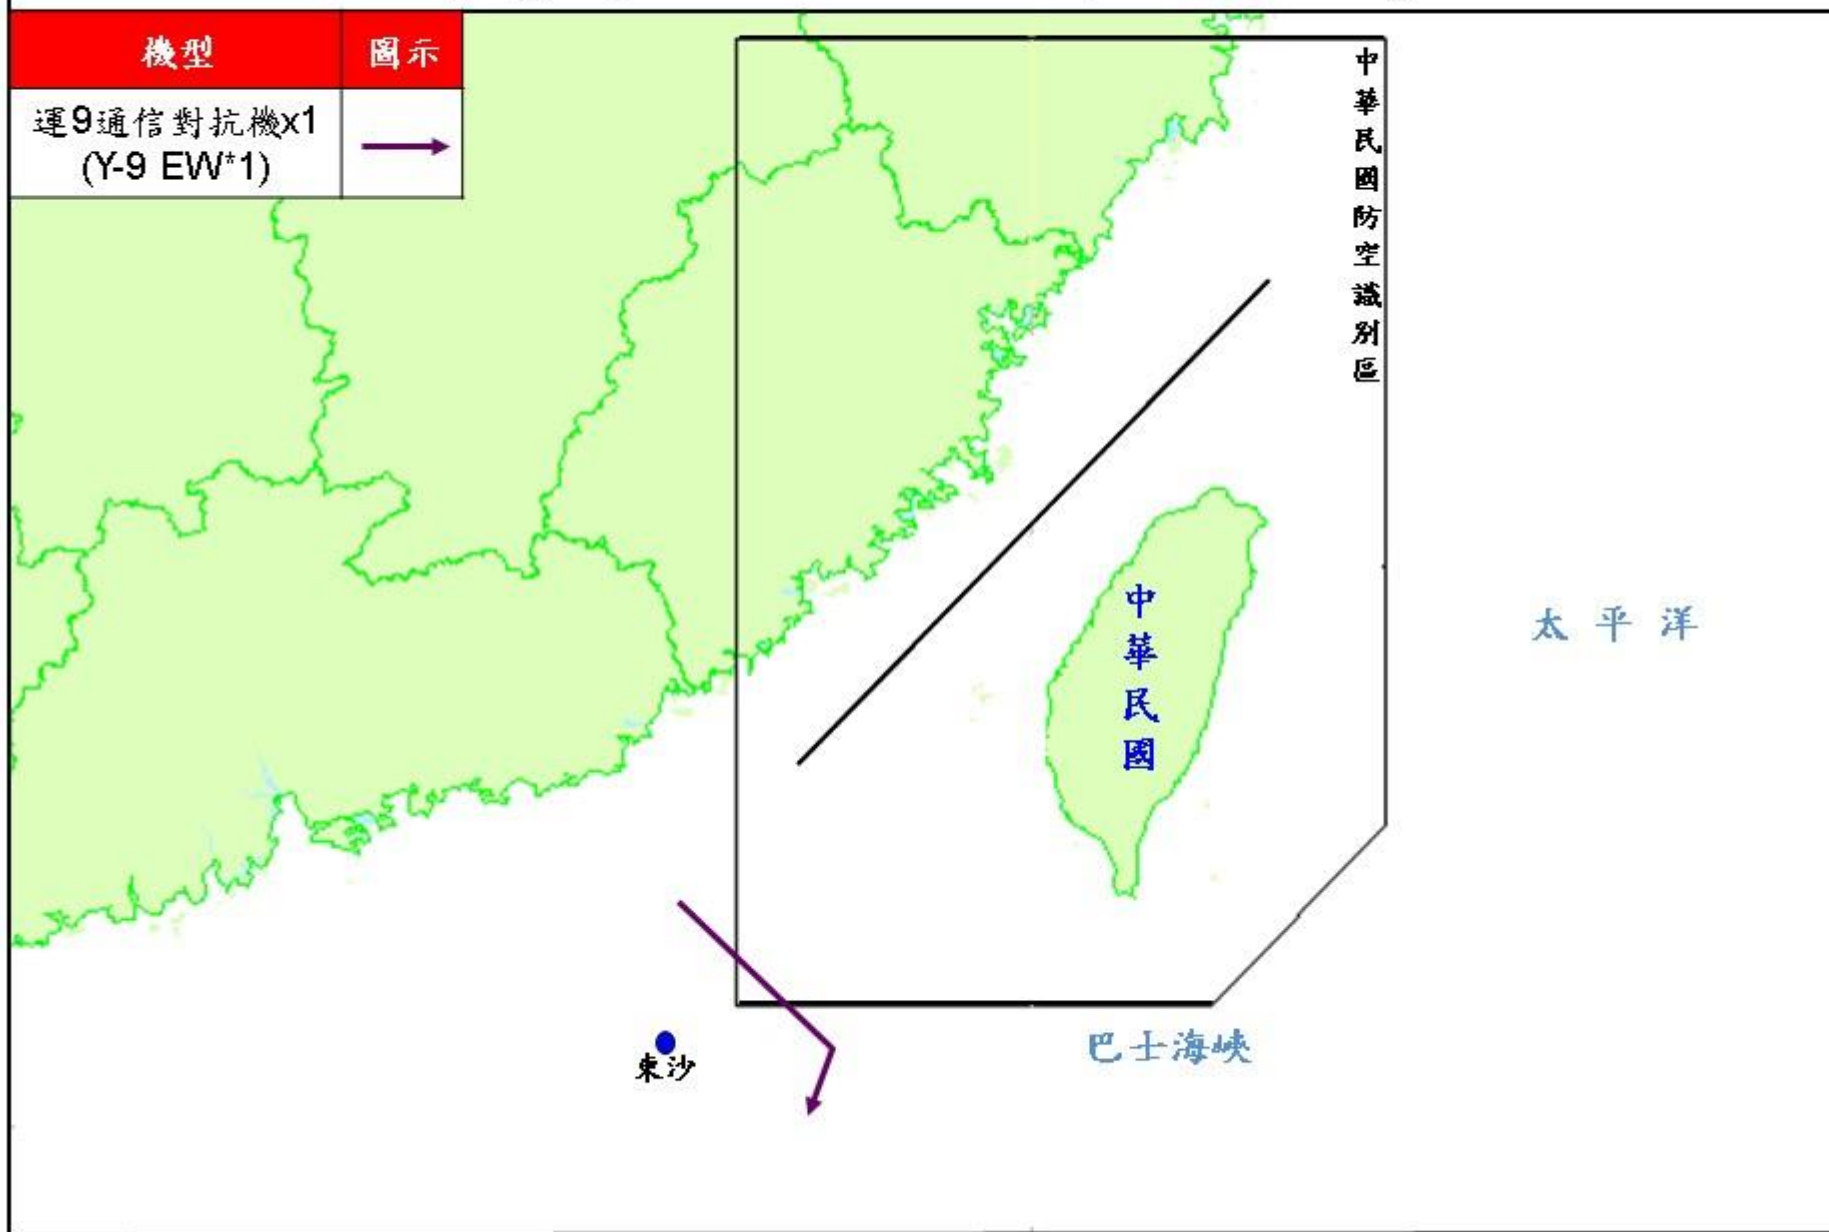 機型 圖示
運9通信對抗機x1
(Y-9 EW*1)
中華民國防空識別區
中華民國
太平洋
巴士海峽
東沙